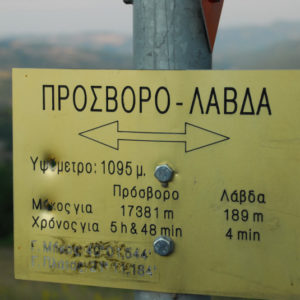 ΠΡΟΣΒΟΡΟ - ΛΑΒΔΑ
Υψόμετρο: 1095 μ.
Πρόσβορο Λάβδα
Μήκος για 17381 m 189 m
Χρόνος για 5 h & 48 min 4 min